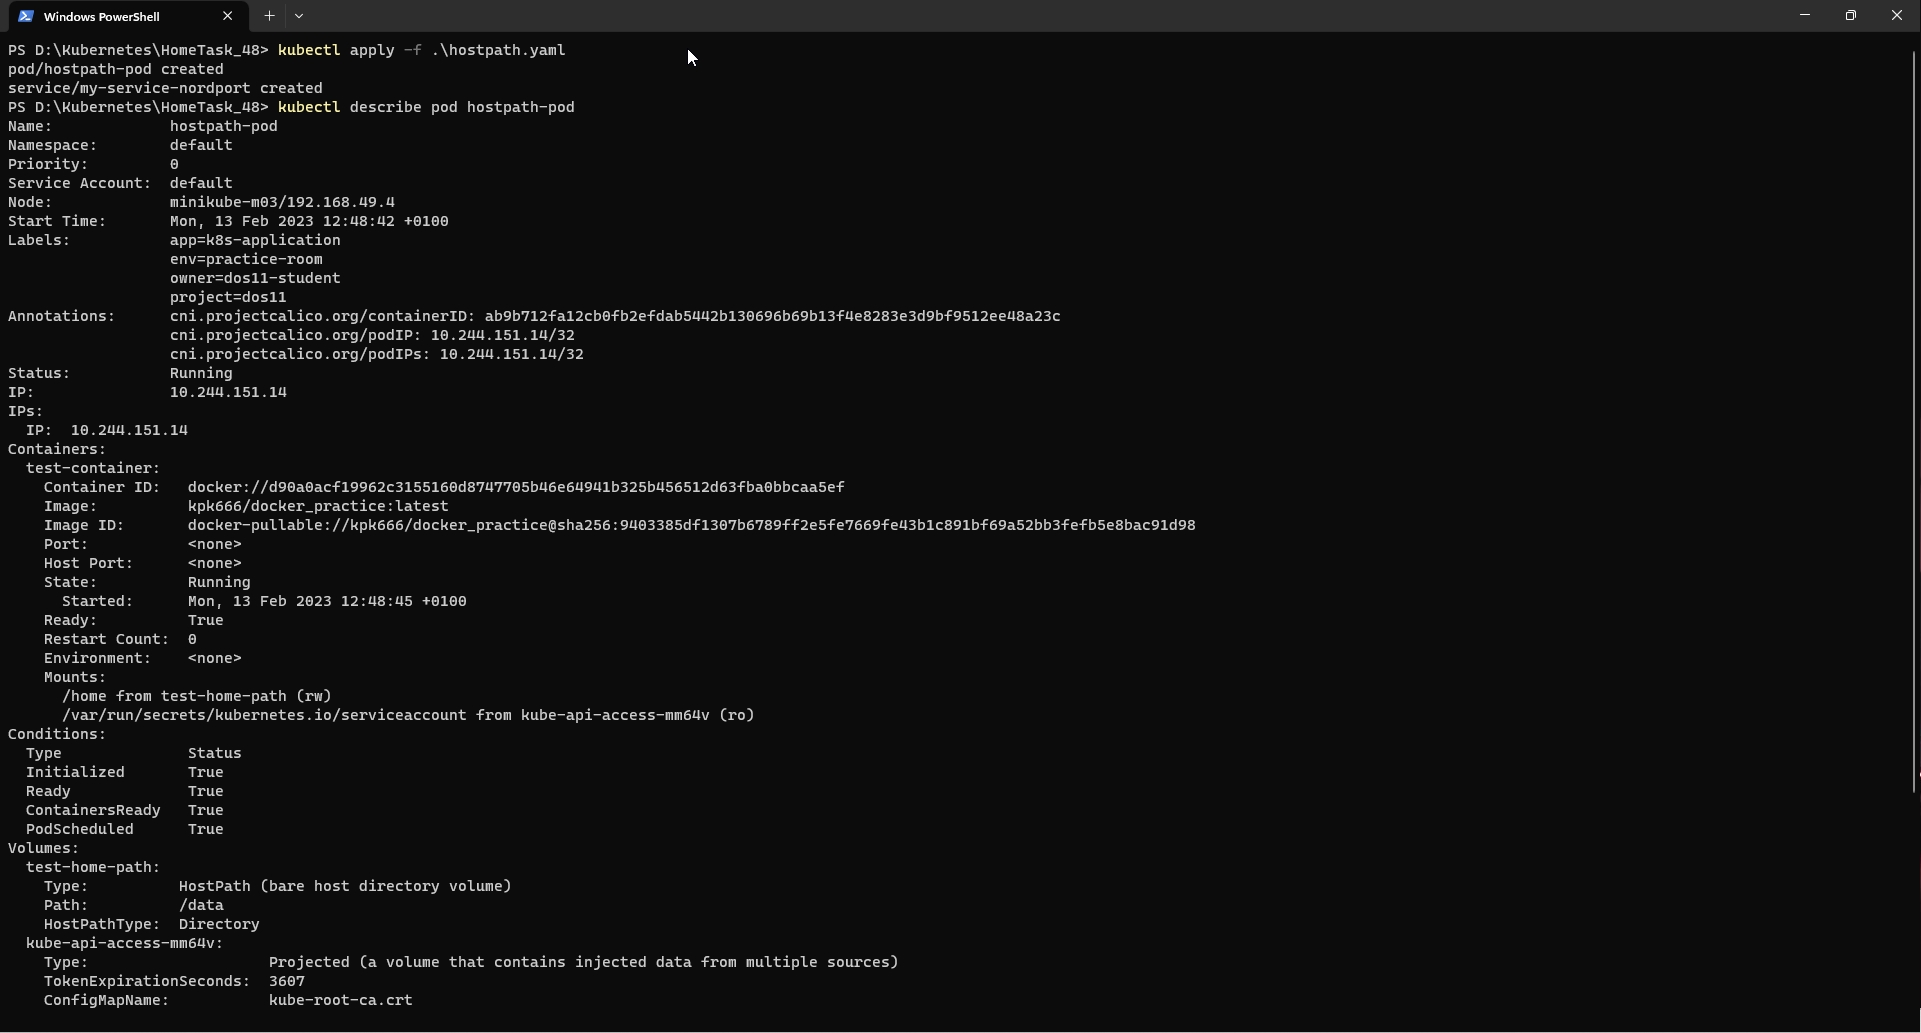 Windows PowerShell
PS D:\Kubernetes\HomeTask_48> kubectl apply -f .\hostpath.yaml
pod/hostpath-pod created
service/my-service-nordport created
PS D:\Kubernetes\HomeTask_48> kubectl describe pod hostpath-pod
Name:             hostpath-pod
Namespace:        default
Priority:         0
Service Account:  default
Node:             minikube-m03/192.168.49.4
Start Time:       Mon, 13 Feb 2023 12:48:42 +0100
Labels:           app=k8s-application
                  env=practice-room
                  owner=dos11-student
                  project=dos11
Annotations:      cni.projectcalico.org/containerID: ab9b712fa12cb0fb2efdab5442b130696b69b13f4e8283e3d9bf9512ee48a23c
                  cni.projectcalico.org/podIP: 10.244.151.14/32
                  cni.projectcalico.org/podIPs: 10.244.151.14/32
Status:           Running
IP:               10.244.151.14
IPs:
  IP:  10.244.151.14
Containers:
  test-container:
    Container ID:   docker://d90a0acf19962c3155160d8747705b46e64941b325b456512d63fba0bbcaa5ef
    Image:          kpk666/docker_practice:latest
    Image ID:       docker-pullable://kpk666/docker_practice@sha256:9403385df1307b6789ff2e5fe7669fe43b1c891bf69a52bb3fefb5e8bac91d98
    Port:           <none>
    Host Port:      <none>
    State:          Running
      Started:      Mon, 13 Feb 2023 12:48:45 +0100
    Ready:          True
    Restart Count:  0
    Environment:    <none>
    Mounts:
      /home from test-home-path (rw)
      /var/run/secrets/kubernetes.io/serviceaccount from kube-api-access-mm64v (ro)
Conditions:
  Type              Status
  Initialized       True
  Ready             True
  ContainersReady   True
  PodScheduled      True
Volumes:
  test-home-path:
    Type:          HostPath (bare host directory volume)
    Path:          /data
    HostPathType:  Directory
  kube-api-access-mm64v:
    Type:                    Projected (a volume that contains injected data from multiple sources)
    TokenExpirationSeconds:  3607
    ConfigMapName:           kube-root-ca.crt